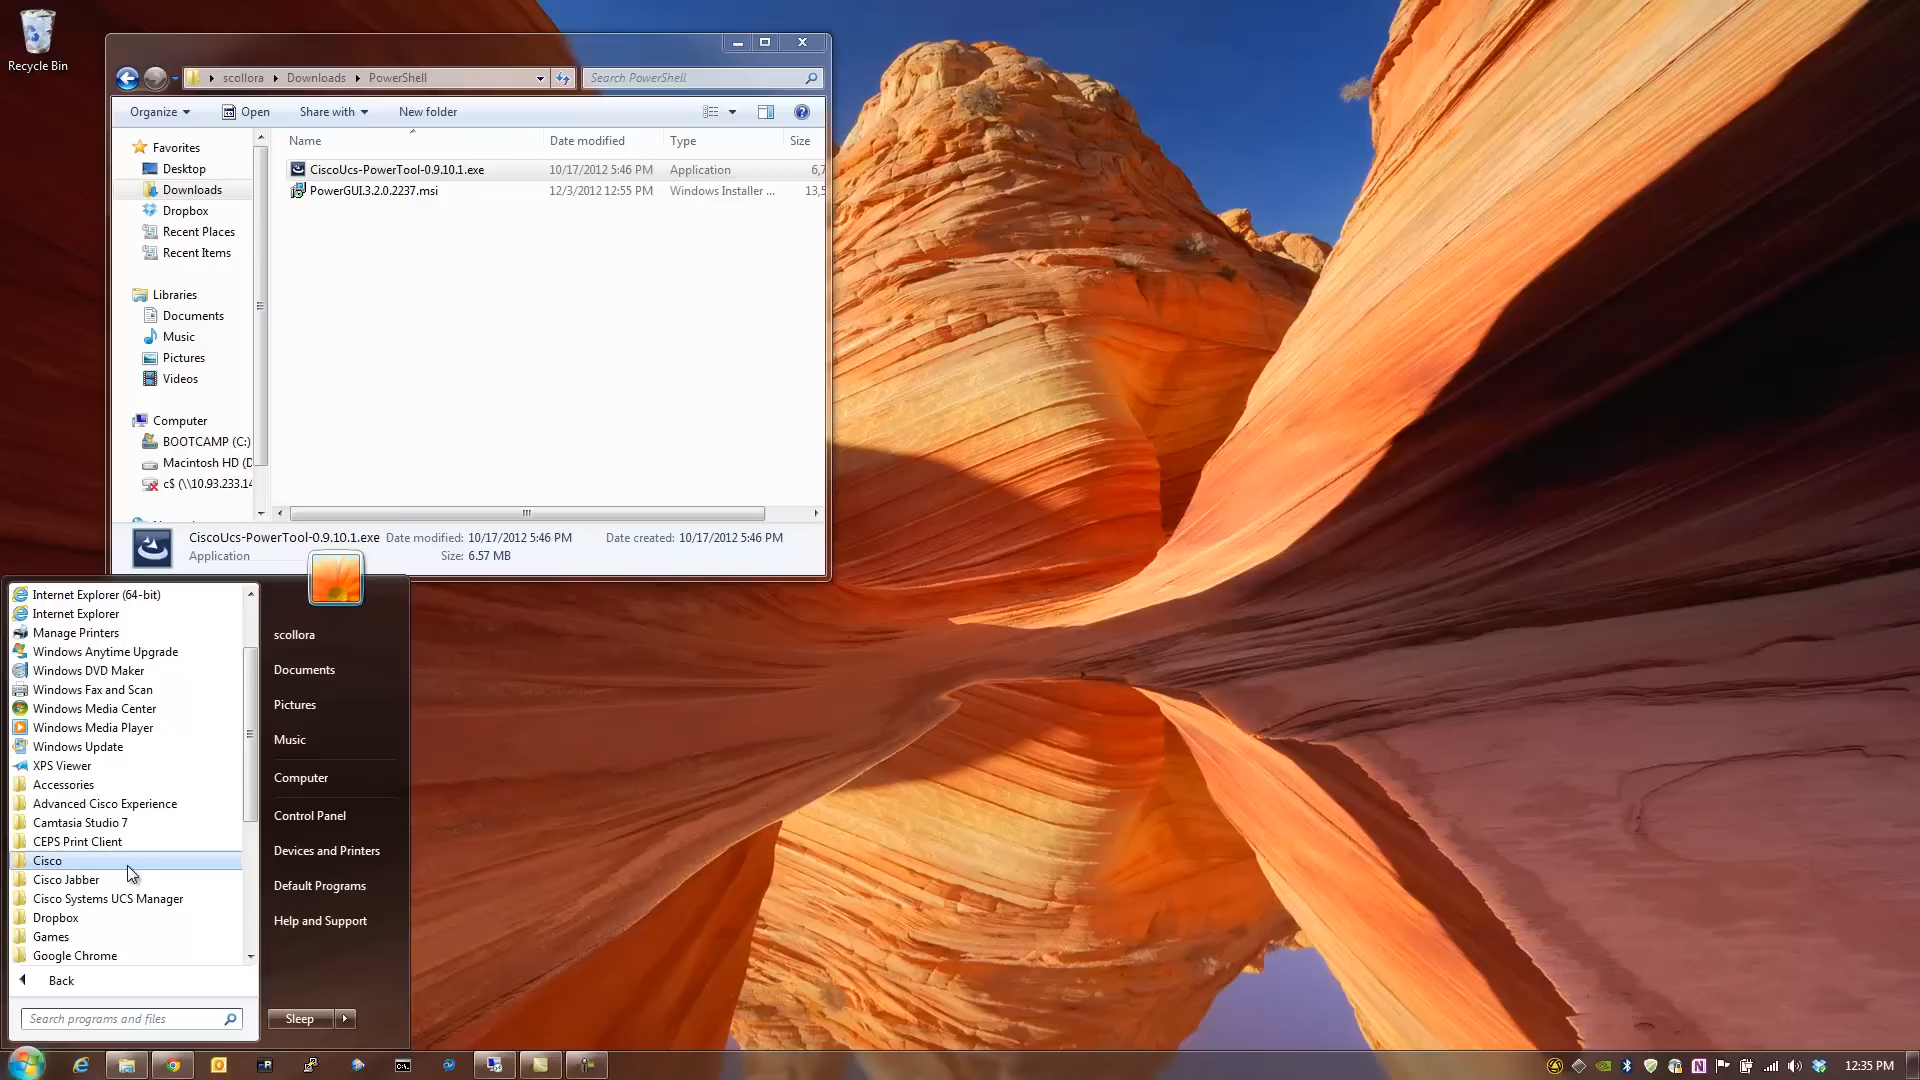 Recycle Bin
scollora Downloads PowerShell
Search PowerShell
Organize Open Share with New folder
Name Date modified Type Size
CiscoUcs-PowerTool-0.9.10.1.exe 10/17/2012 5:46 PM Application 6,7
PowerGUI.3.2.0.2237.msi 12/3/2012 12:55 PM Windows Installer ... 13,5
Favorites
Desktop
Downloads
Dropbox
Recent Places
Recent Items
Libraries
Documents
Music
Pictures
Videos
Computer
BOOTCAMP (C:)
Macintosh HD (D
c$ (\\10.93.233.14
CiscoUcs-PowerTool-0.9.10.1.exe Date modified: 10/17/2012 5:46 PM Date created: 10/17/2012 5:46 PM
Application Size: 6.57 MB
Internet Explorer (64-bit)
Internet Explorer
Manage Printers
Windows Anytime Upgrade
Windows DVD Maker
Windows Fax and Scan
Windows Media Center
Windows Media Player
Windows Update
XPS Viewer
Accessories
Advanced Cisco Experience
Camtasia Studio 7
CEPS Print Client
Cisco
Cisco Jabber
Cisco Systems UCS Manager
Dropbox
Games
Google Chrome
Back
Search programs and files
scollora
Documents
Pictures
Music
Computer
Control Panel
Devices and Printers
Default Programs
Help and Support
Sleep
12:35 PM